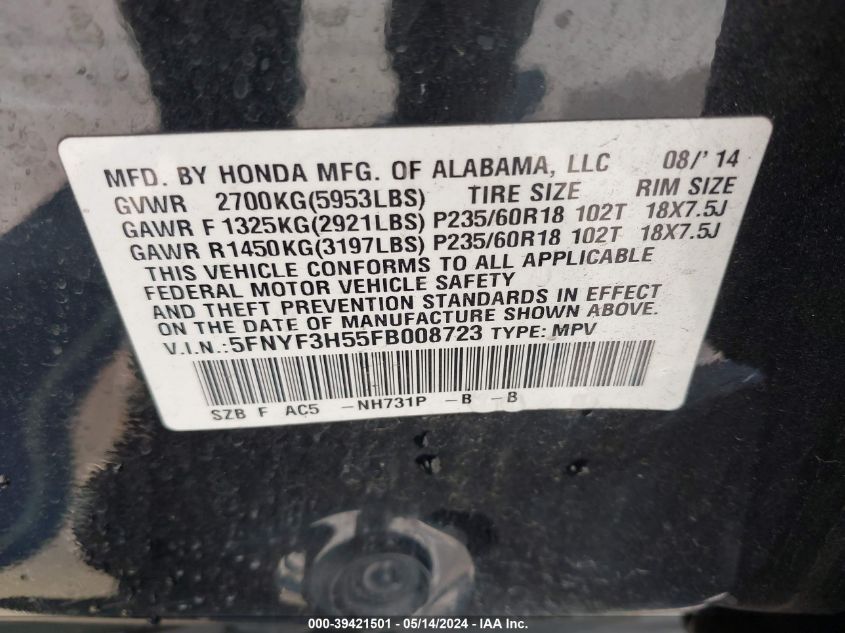 MFD. BY HONDA MFG. OF ALABAMA, LLC 08/'14
GVWR 2700KG(5953LBS) TIRE SIZE RIM SIZE
GAWR F 1325KG(2921LBS) P235/60R18 102T 18X7.5J
GAWR R1450KG(3197LBS) P235/60R18 102T 18X7.5J
THIS VEHICLE CONFORMS TO ALL APPLICABLE
FEDERAL MOTOR VEHICLE SAFETY
AND THEFT PREVENTION STANDARDS IN EFFECT
ON THE DATE OF MANUFACTURE SHOWN ABOVE.
V.I.N.:5FNYF3H55FB008723 TYPE: MPV
SZB F AC5 -NH731P -B -B
000-39421501 - 05/14/2024 - IAA Inc.